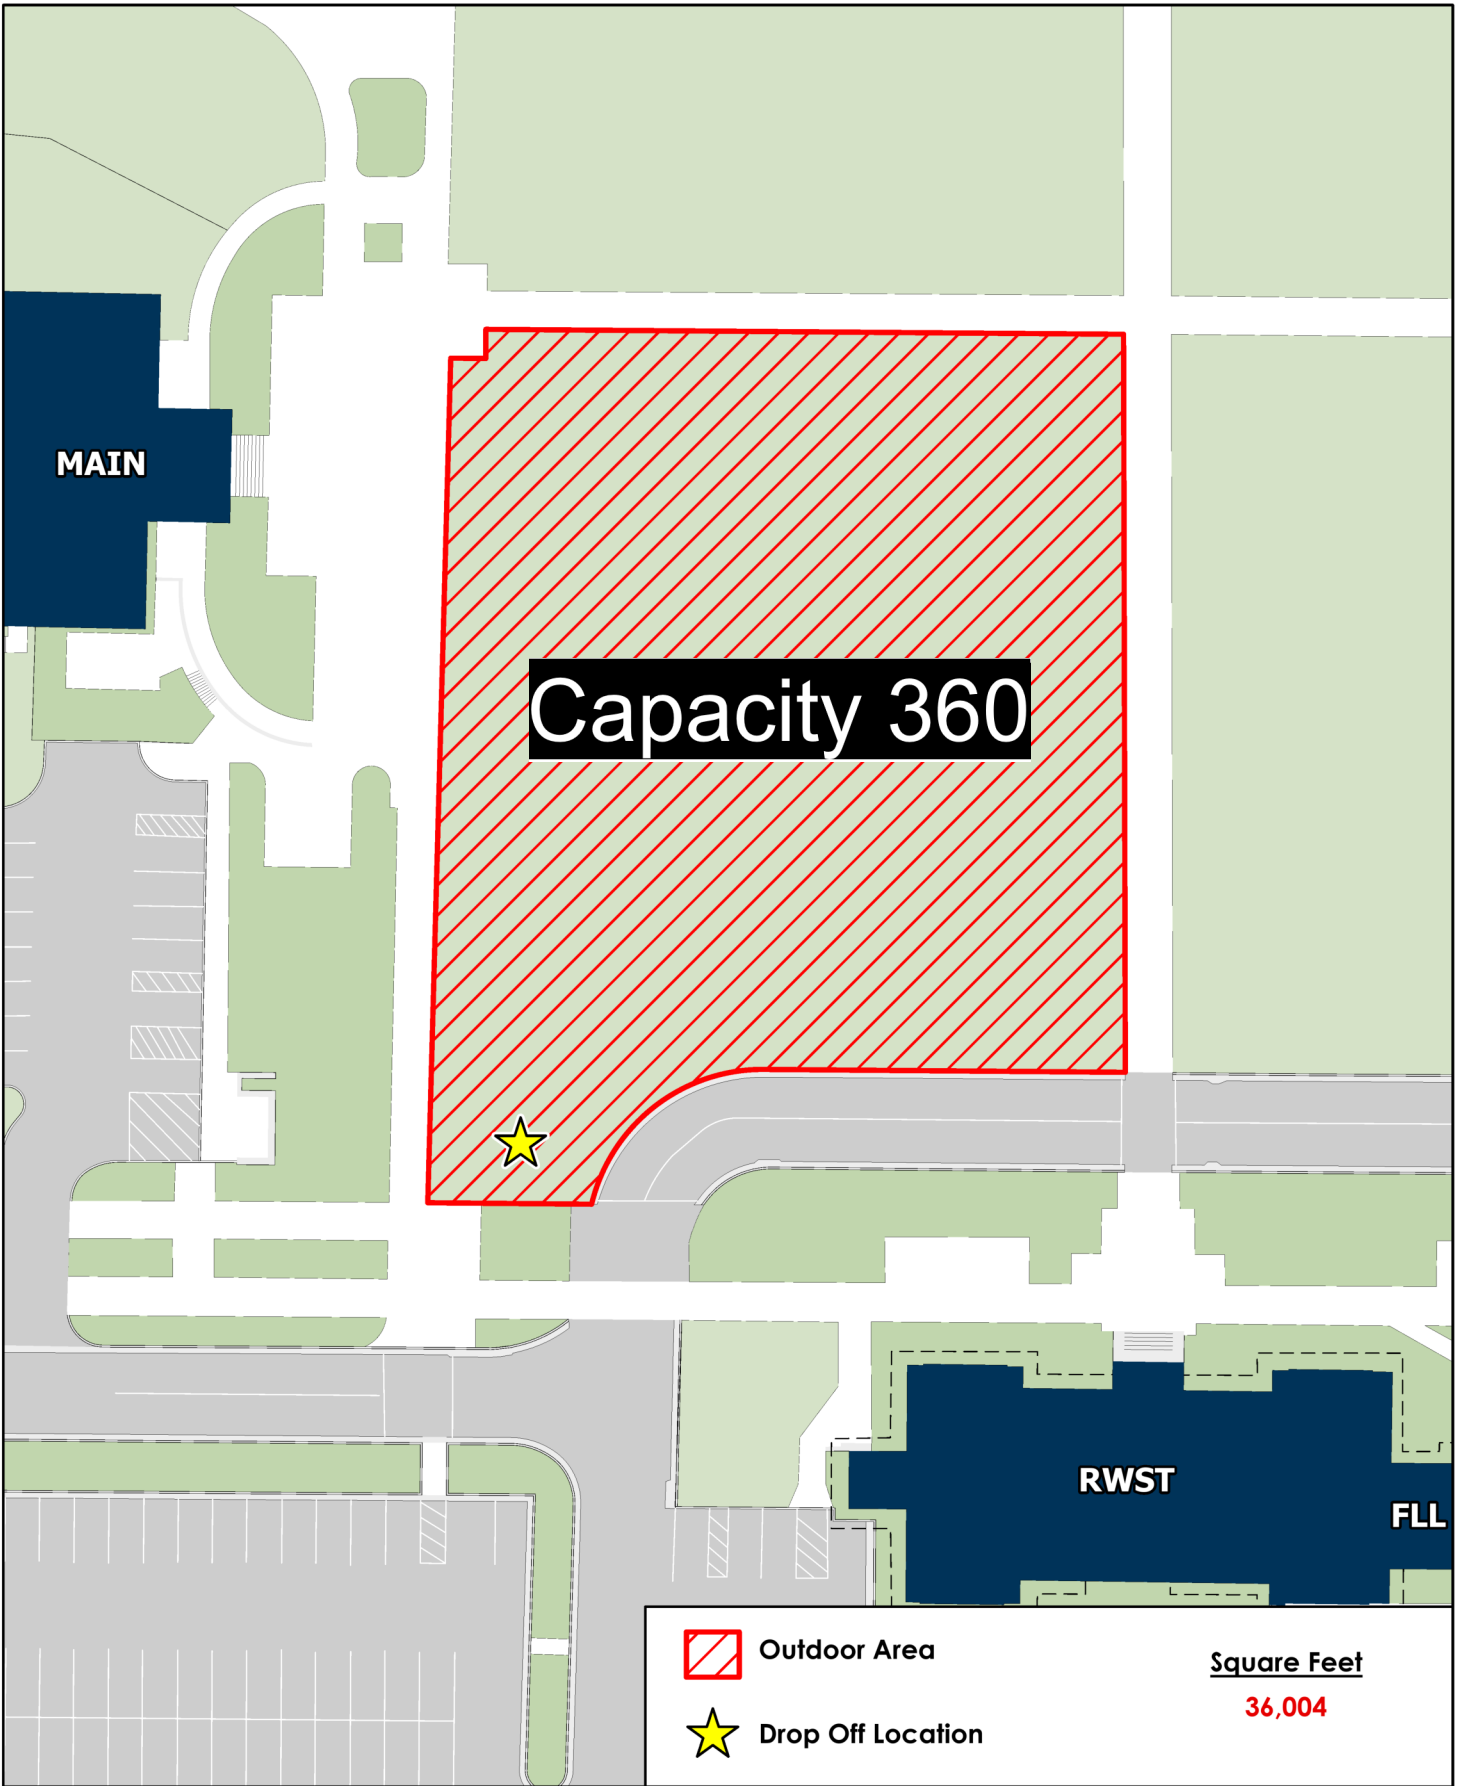 MAIN
Capacity 360
RWST
FLL
Outdoor Area
Drop Off Location
Square Feet
36,004